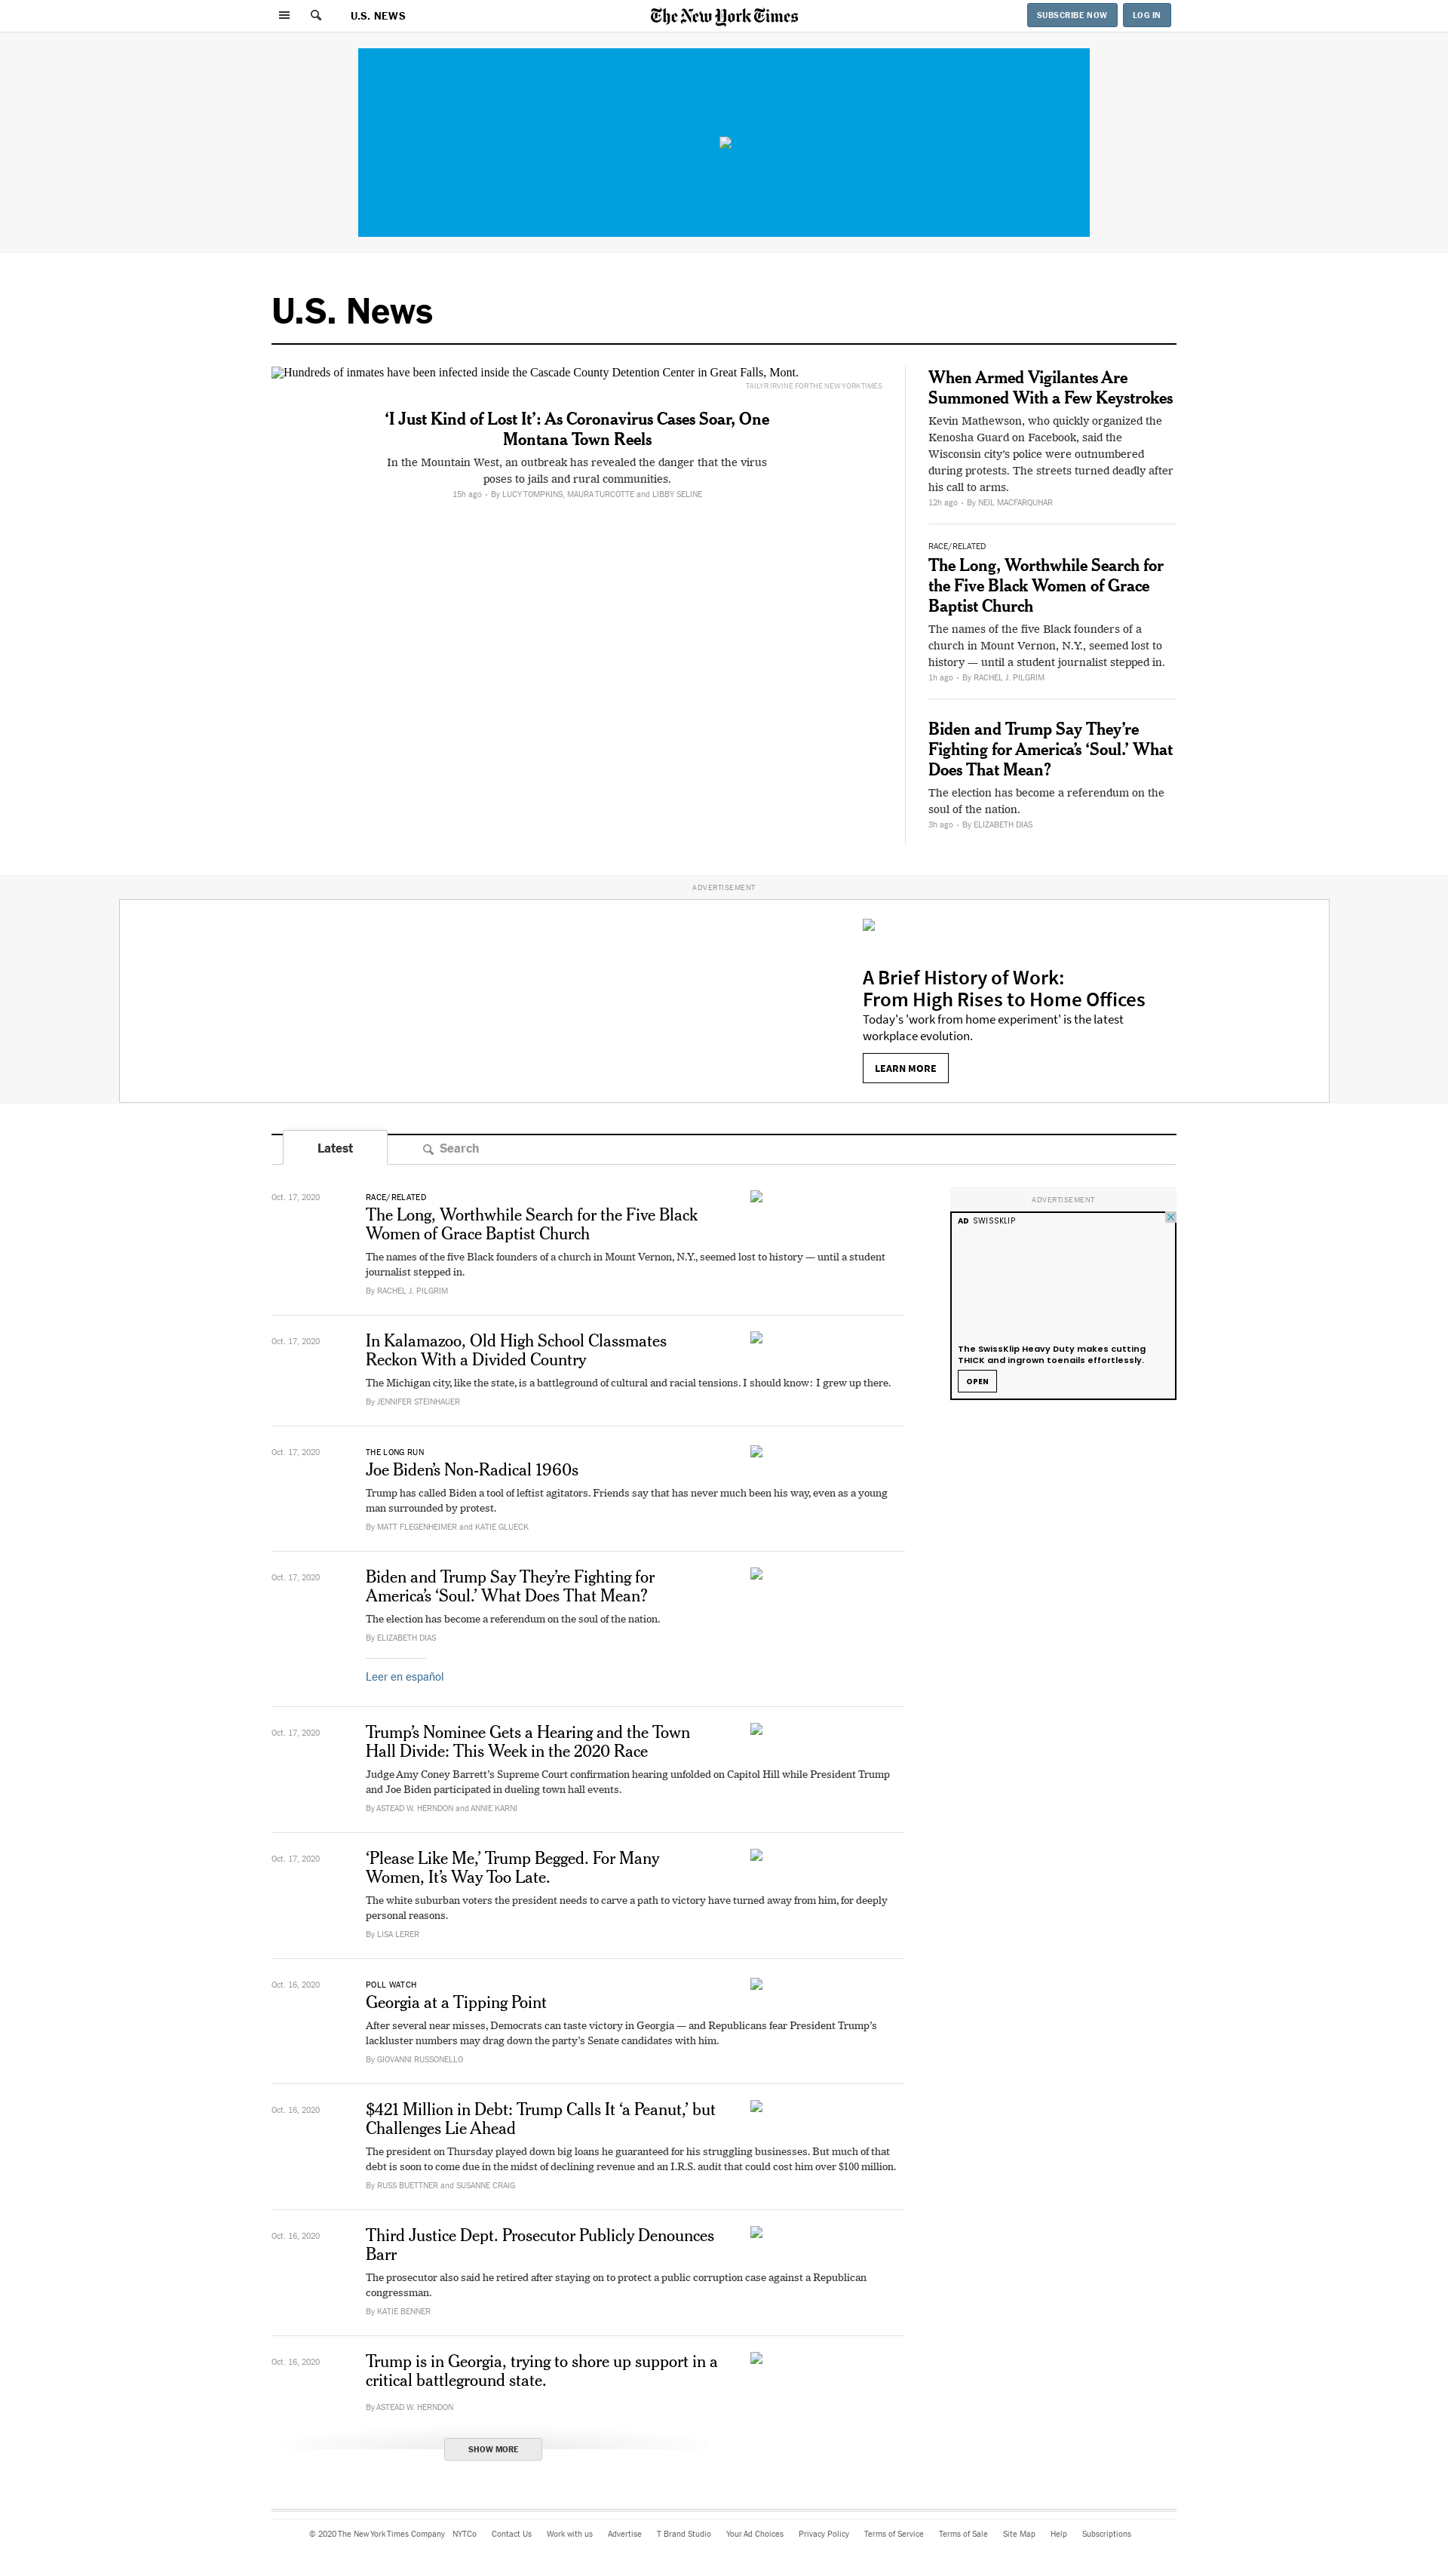 U.S. NEWS
The New York Times
SUBSCRIBE NOW
LOG IN
U.S. News
Hundreds of inmates have been infected inside the Cascade County Detention Center in Great Falls, Mont.
TAILYR IRVINE FOR THE NEW YORK TIMES
‘I Just Kind of Lost It’: As Coronavirus Cases Soar, One
Montana Town Reels
In the Mountain West, an outbreak has revealed the danger that the virus
poses to jails and rural communities.
15h ago • By LUCY TOMPKINS, MAURA TURCOTTE and LIBBY SELINE
When Armed Vigilantes Are
Summoned With a Few Keystrokes
Kevin Mathewson, who quickly organized the
Kenosha Guard on Facebook, said the
Wisconsin city’s police were outnumbered
during protests. The streets turned deadly after
his call to arms.
12h ago • By NEIL MACFARQUHAR
RACE/RELATED
The Long, Worthwhile Search for
the Five Black Women of Grace
Baptist Church
The names of the five Black founders of a
church in Mount Vernon, N.Y., seemed lost to
history — until a student journalist stepped in.
1h ago • By RACHEL J. PILGRIM
Biden and Trump Say They’re
Fighting for America’s ‘Soul.’ What
Does That Mean?
The election has become a referendum on the
soul of the nation.
3h ago • By ELIZABETH DIAS
ADVERTISEMENT
A Brief History of Work:
From High Rises to Home Offices
Today's 'work from home experiment' is the latest
workplace evolution.
LEARN MORE
Latest
Search
Oct. 17, 2020
RACE/RELATED
The Long, Worthwhile Search for the Five Black
Women of Grace Baptist Church
The names of the five Black founders of a church in Mount Vernon, N.Y., seemed lost to history — until a student
journalist stepped in.
By RACHEL J. PILGRIM
ADVERTISEMENT
AD SWISSKLIP
The SwissKlip Heavy Duty makes cutting
THICK and ingrown toenails effortlessly.
OPEN
Oct. 17, 2020
In Kalamazoo, Old High School Classmates
Reckon With a Divided Country
The Michigan city, like the state, is a battleground of cultural and racial tensions. I should know: I grew up there.
By JENNIFER STEINHAUER
Oct. 17, 2020
THE LONG RUN
Joe Biden’s Non-Radical 1960s
Trump has called Biden a tool of leftist agitators. Friends say that has never much been his way, even as a young
man surrounded by protest.
By MATT FLEGENHEIMER and KATIE GLUECK
Oct. 17, 2020
Biden and Trump Say They’re Fighting for
America’s ‘Soul.’ What Does That Mean?
The election has become a referendum on the soul of the nation.
By ELIZABETH DIAS
Leer en español
Oct. 17, 2020
Trump’s Nominee Gets a Hearing and the Town
Hall Divide: This Week in the 2020 Race
Judge Amy Coney Barrett’s Supreme Court confirmation hearing unfolded on Capitol Hill while President Trump
and Joe Biden participated in dueling town hall events.
By ASTEAD W. HERNDON and ANNIE KARNI
Oct. 17, 2020
‘Please Like Me,’ Trump Begged. For Many
Women, It’s Way Too Late.
The white suburban voters the president needs to carve a path to victory have turned away from him, for deeply
personal reasons.
By LISA LERER
Oct. 16, 2020
POLL WATCH
Georgia at a Tipping Point
After several near misses, Democrats can taste victory in Georgia — and Republicans fear President Trump’s
lackluster numbers may drag down the party’s Senate candidates with him.
By GIOVANNI RUSSONELLO
Oct. 16, 2020
$421 Million in Debt: Trump Calls It ‘a Peanut,’ but
Challenges Lie Ahead
The president on Thursday played down big loans he guaranteed for his struggling businesses. But much of that
debt is soon to come due in the midst of declining revenue and an I.R.S. audit that could cost him over $100 million.
By RUSS BUETTNER and SUSANNE CRAIG
Oct. 16, 2020
Third Justice Dept. Prosecutor Publicly Denounces
Barr
The prosecutor also said he retired after staying on to protect a public corruption case against a Republican
congressman.
By KATIE BENNER
Oct. 16, 2020
Trump is in Georgia, trying to shore up support in a
critical battleground state.
By ASTEAD W. HERNDON
SHOW MORE
© 2020 The New York Times Company NYTCo Contact Us Work with us Advertise T Brand Studio Your Ad Choices Privacy Policy Terms of Service Terms of Sale Site Map Help Subscriptions